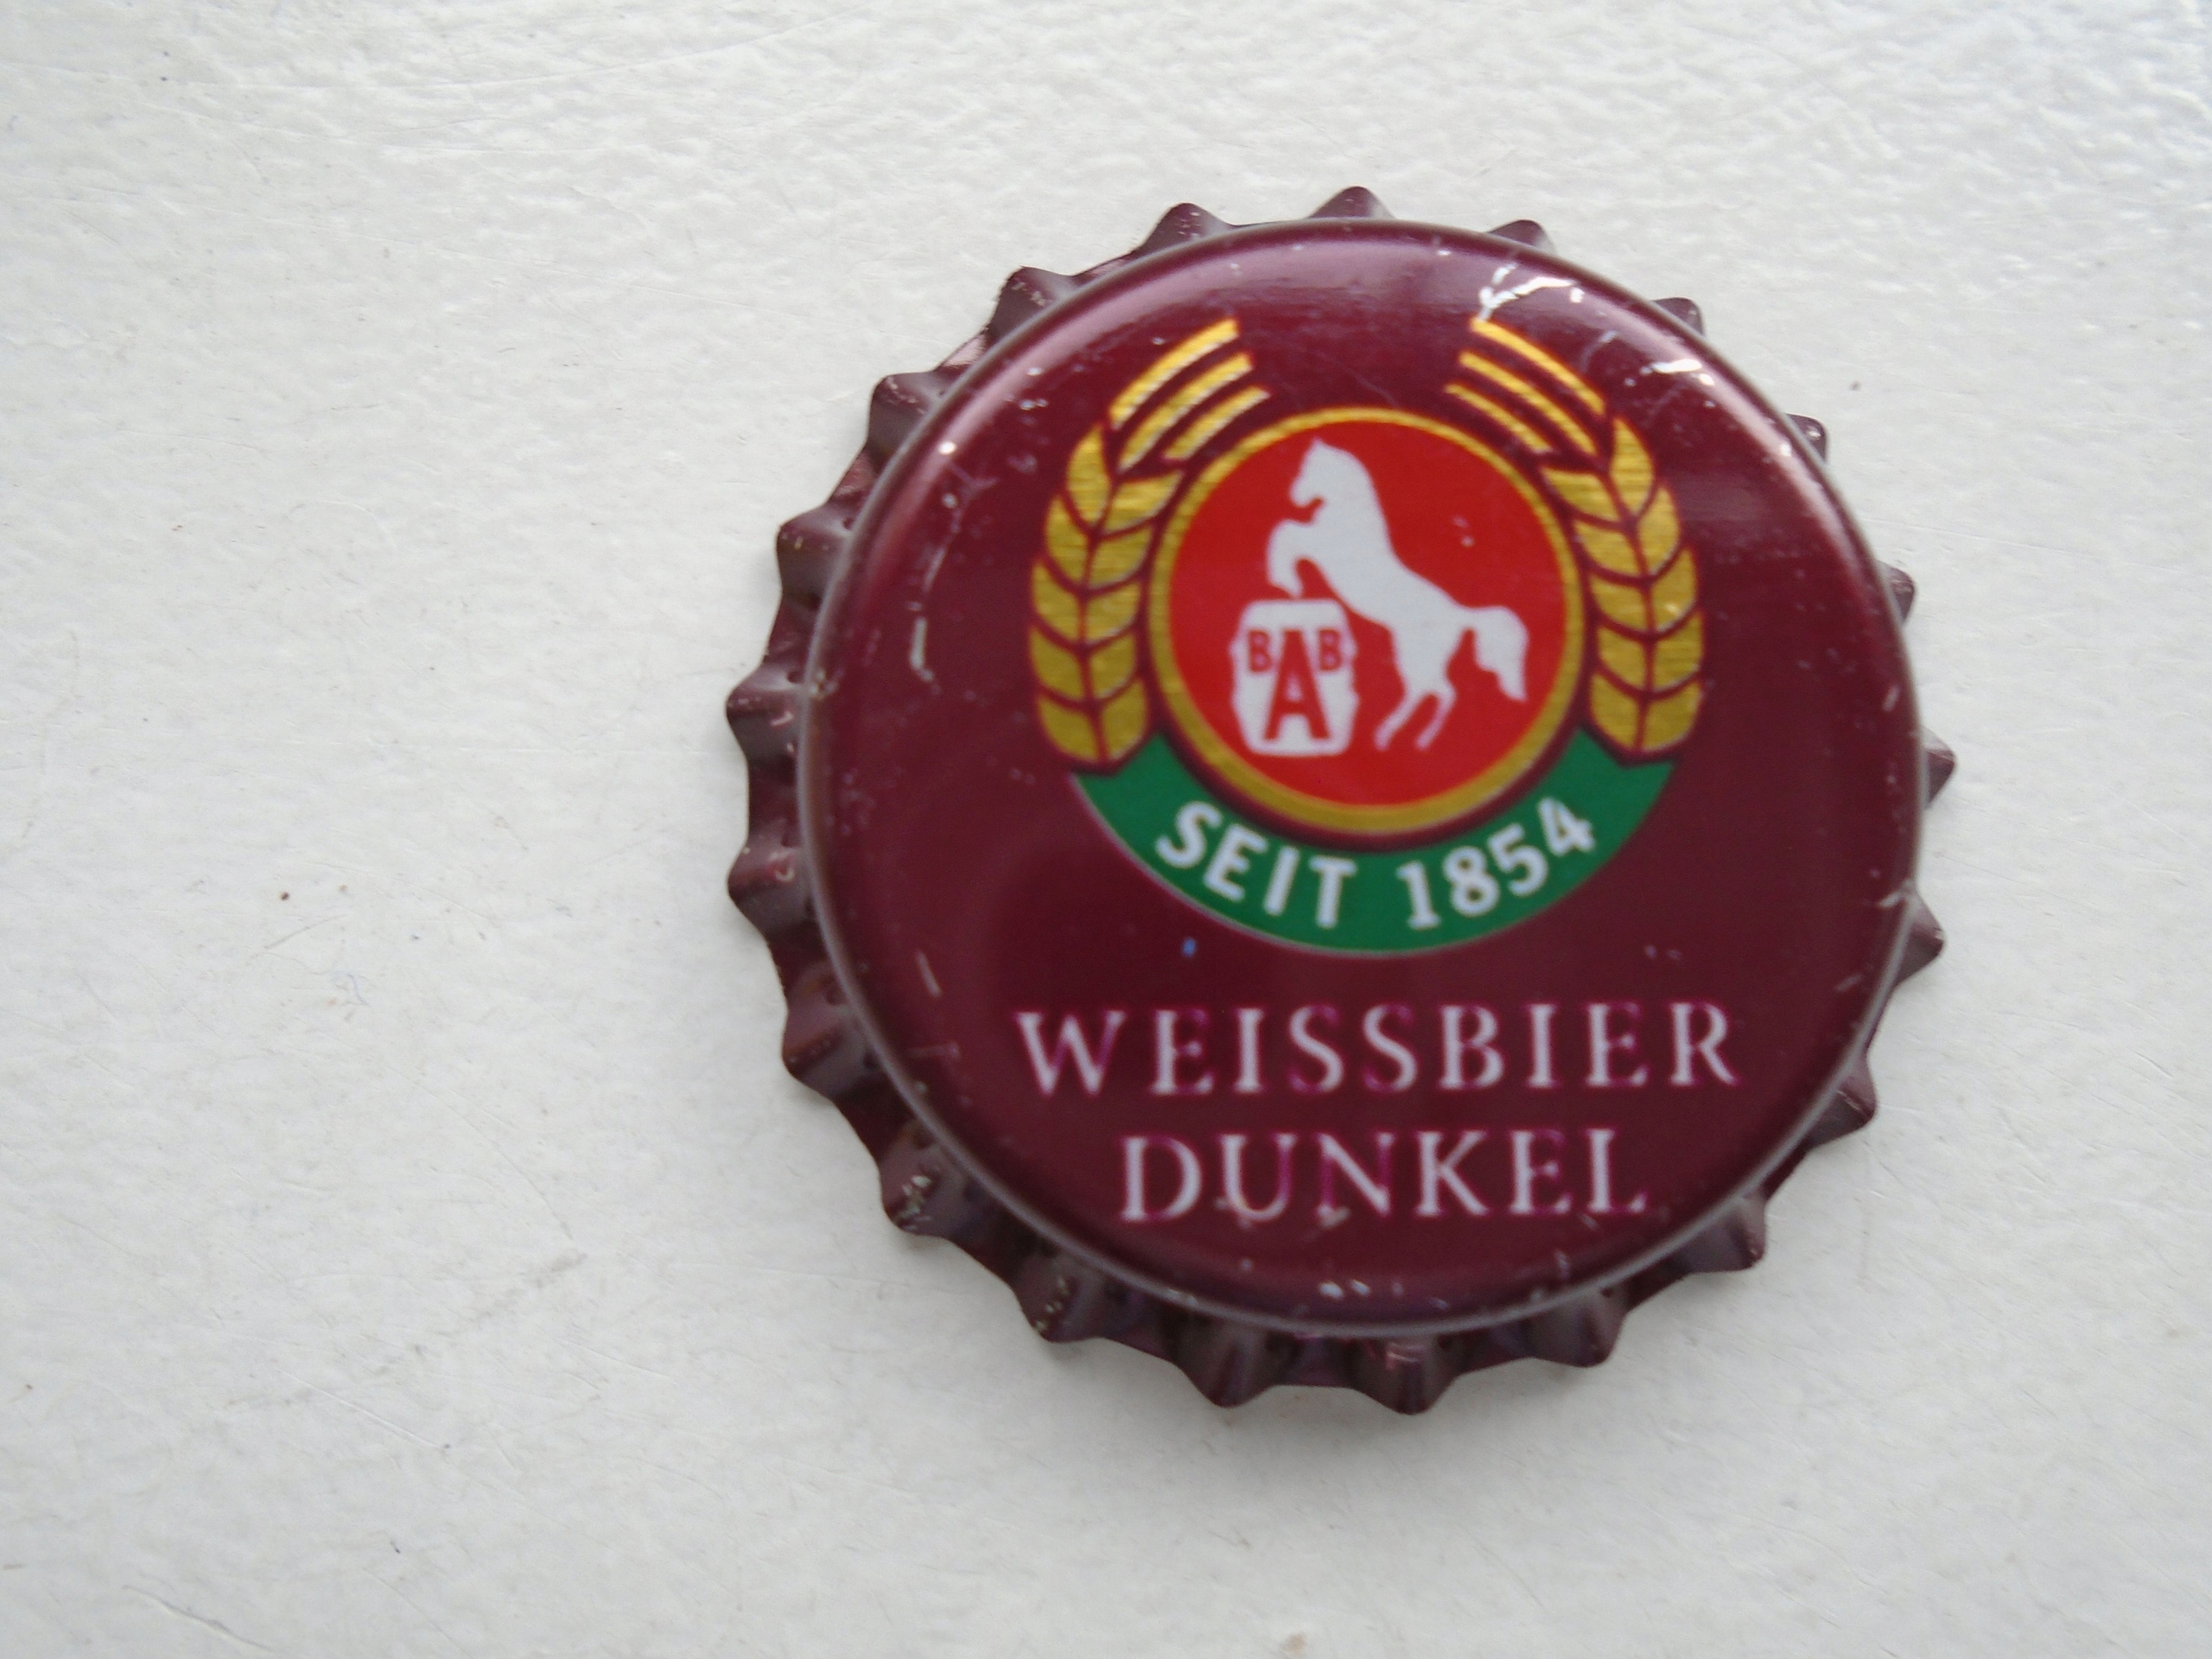 BAB
SEIT 1854
WEISSBIER
DUNKEL